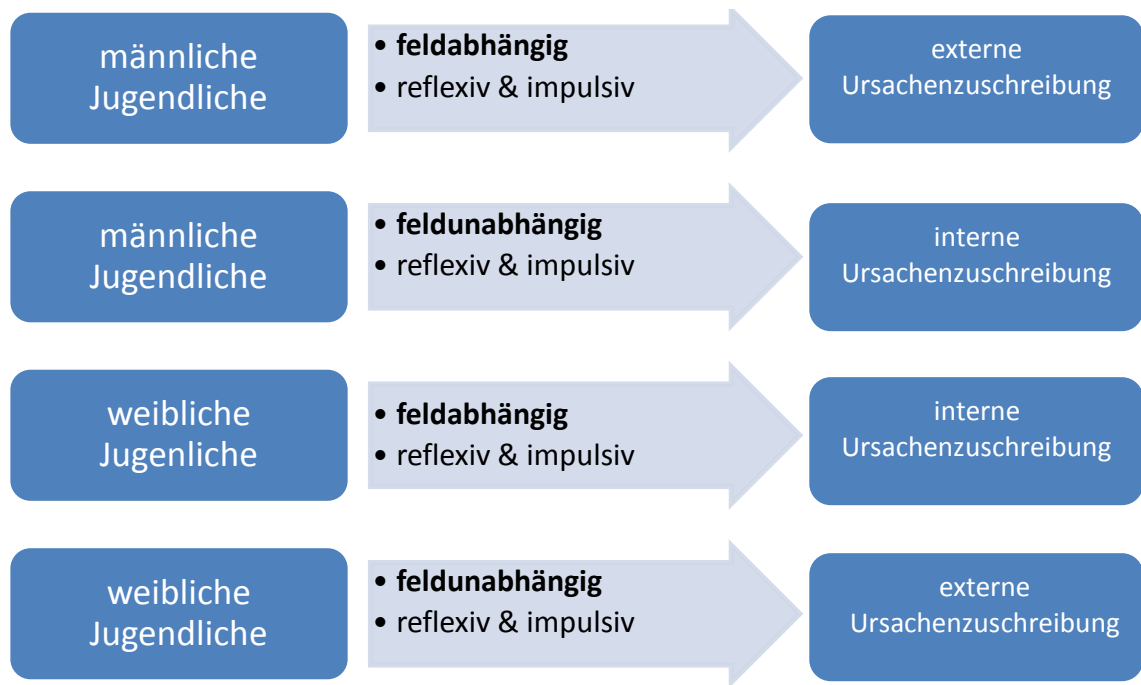 männliche
Jugendliche
• feldabhängig
• reflexiv & impulsiv
externe
Ursachenzuschreibung
männliche
Jugendliche
• feldunabhängig
• reflexiv & impulsiv
interne
Ursachenzuschreibung
weibliche
Jugenliche
• feldabhängig
• reflexiv & impulsiv
interne
Ursachenzuschreibung
weibliche
Jugendliche
• feldunabhängig
• reflexiv & impulsiv
externe
Ursachenzuschreibung